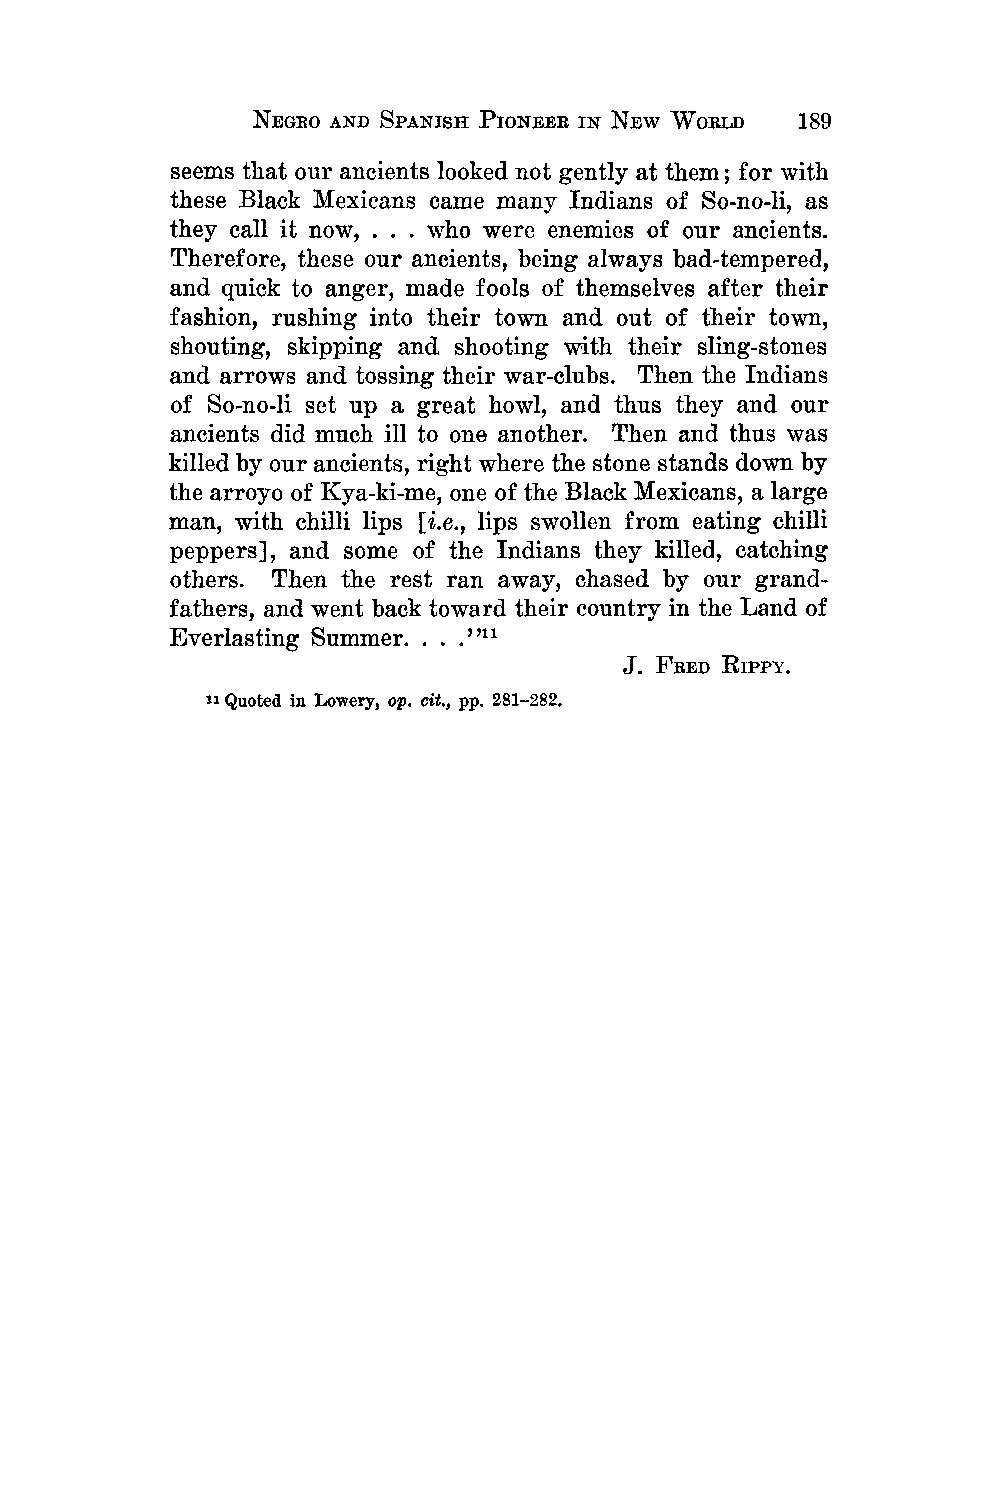 NEGRO AND SPANISH PIONEER IN NEW WORLD 189
seems that our ancients looked not gently at them; for with
these Black Mexicans came many Indians of So-no-li, as
they call it now, . . . who were enemies of our ancients.
Therefore, these our ancients, being always bad-tempered,
and quick to anger, made fools of themselves after their
fashion, rushing into their town and out of their town,
shouting, skipping and shooting with their sling-stones
and arrows and tossing their war-clubs. Then the Indians
of So-no-li set up a great howl, and thus they and our
ancients did much ill to one another. Then and thus was
killed by our ancients, right where the stone stands down by
the arroyo of Kya-ki-me, one of the Black Mexicans, a large
man, with chilli lips [i.e., lips swollen from eating chilli
peppers], and some of the Indians they killed, catching
others. Then the rest ran away, chased by our grand-
fathers, and went back toward their country in the Land of
Everlasting Summer. . . .’’¹¹
J. FRED RIPPY.
¹¹ Quoted in Lowery, op. cit., pp. 281–282.